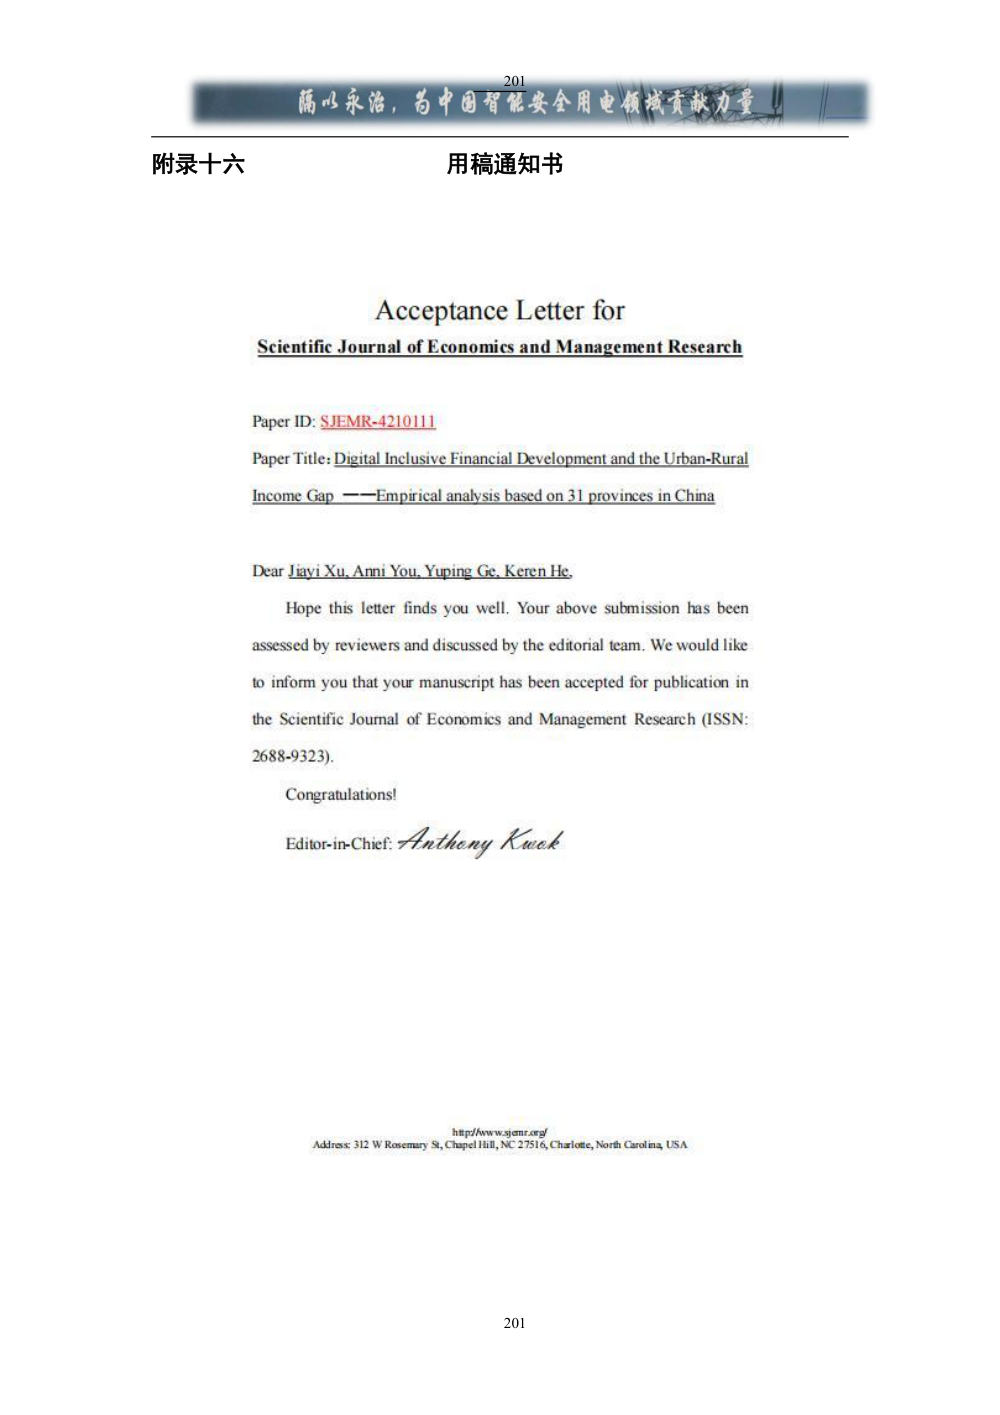 201
隔以永治，为中国智能安全用电领域贡献力量
附录十六 用稿通知书
Acceptance Letter for
Scientific Journal of Economics and Management Research
Paper ID: SJEMR-4210111
Paper Title: Digital Inclusive Financial Development and the Urban-Rural
Income Gap ——Empirical analysis based on 31 provinces in China
Dear Jiayi Xu, Anni You, Yuping Ge, Keren He,
Hope this letter finds you well. Your above submission has been
assessed by reviewers and discussed by the editorial team. We would like
to inform you that your manuscript has been accepted for publication in
the Scientific Journal of Economics and Management Research (ISSN:
2688-9323).
Congratulations!
Editor-in-Chief: Anthony Kwok
http://www.sjemr.org/
Address: 312 W Rosemary St, Chapel Hill, NC 27516, Charlotte, North Carolina, USA
201